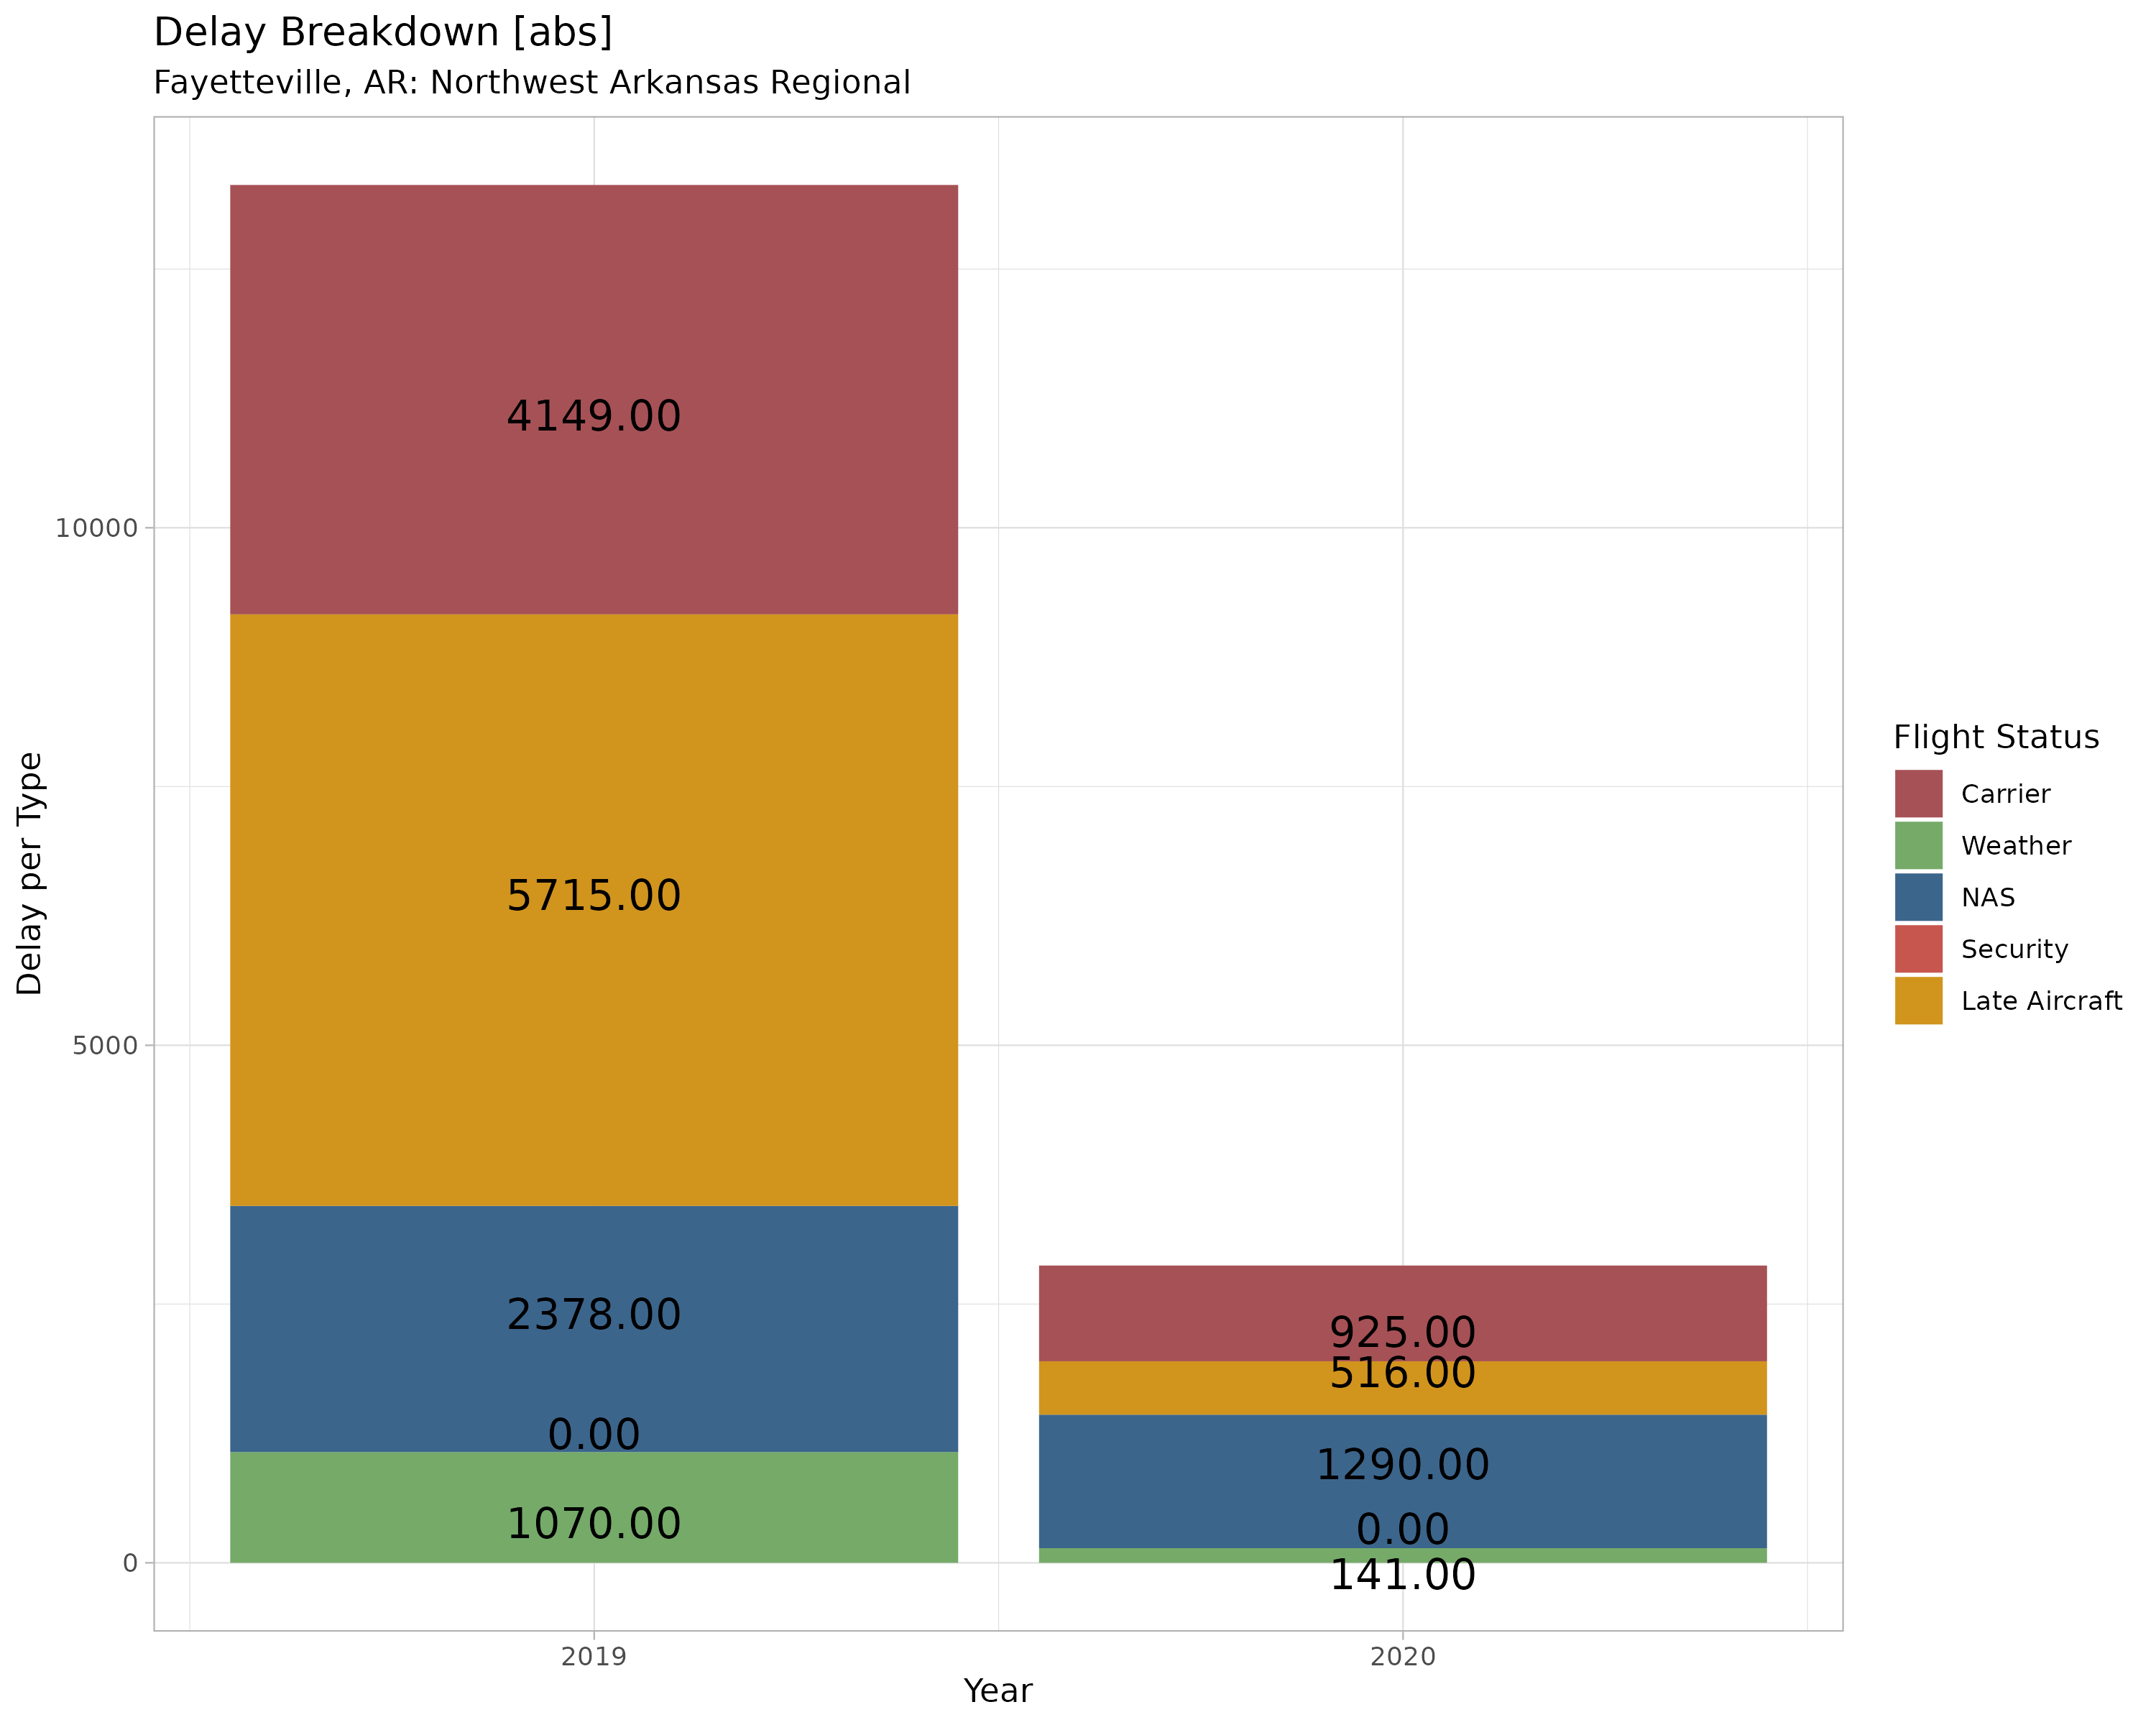 Delay Breakdown [abs]
Fayetteville, AR: Northwest Arkansas Regional
Delay per Type
10000
5000
0
4149.00
5715.00
2378.00
0.00
1070.00
925.00
516.00
1290.00
0.00
141.00
2019
2020
Year
Flight Status
Carrier
Weather
NAS
Security
Late Aircraft